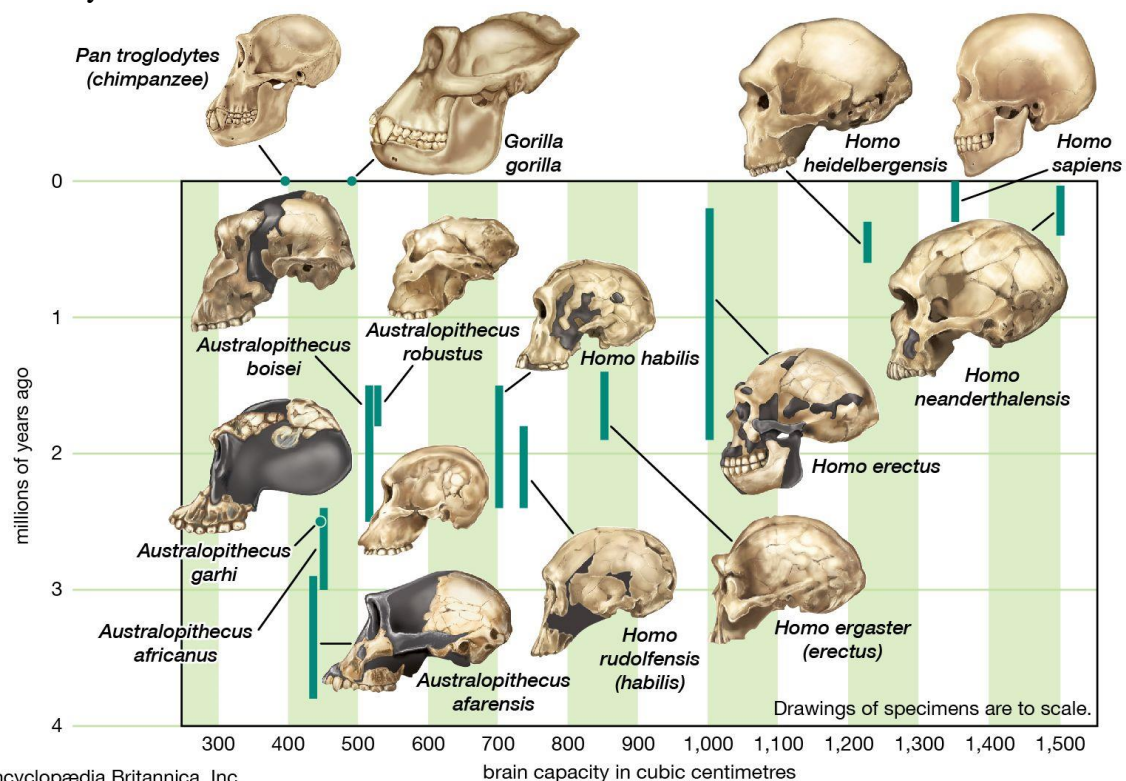 Pan troglodytes
(chimpanzee)
Gorilla
gorilla
Homo
heidelbergensis
Homo
sapiens
0
Australopithecus
boisei
Australopithecus
robustus
Homo habilis
Homo
neanderthalensis
1
millions of years ago
2
Homo erectus
Australopithecus
garhi
3
Australopithecus
africanus
Australopithecus
afarensis
Homo
rudolfensis
(habilis)
Homo ergaster
(erectus)
Drawings of specimens are to scale.
4
300 400 500 600 700 800 900 1,000 1,100 1,200 1,300 1,400 1,500
brain capacity in cubic centimetres
ncyclopædia Britannica, Inc